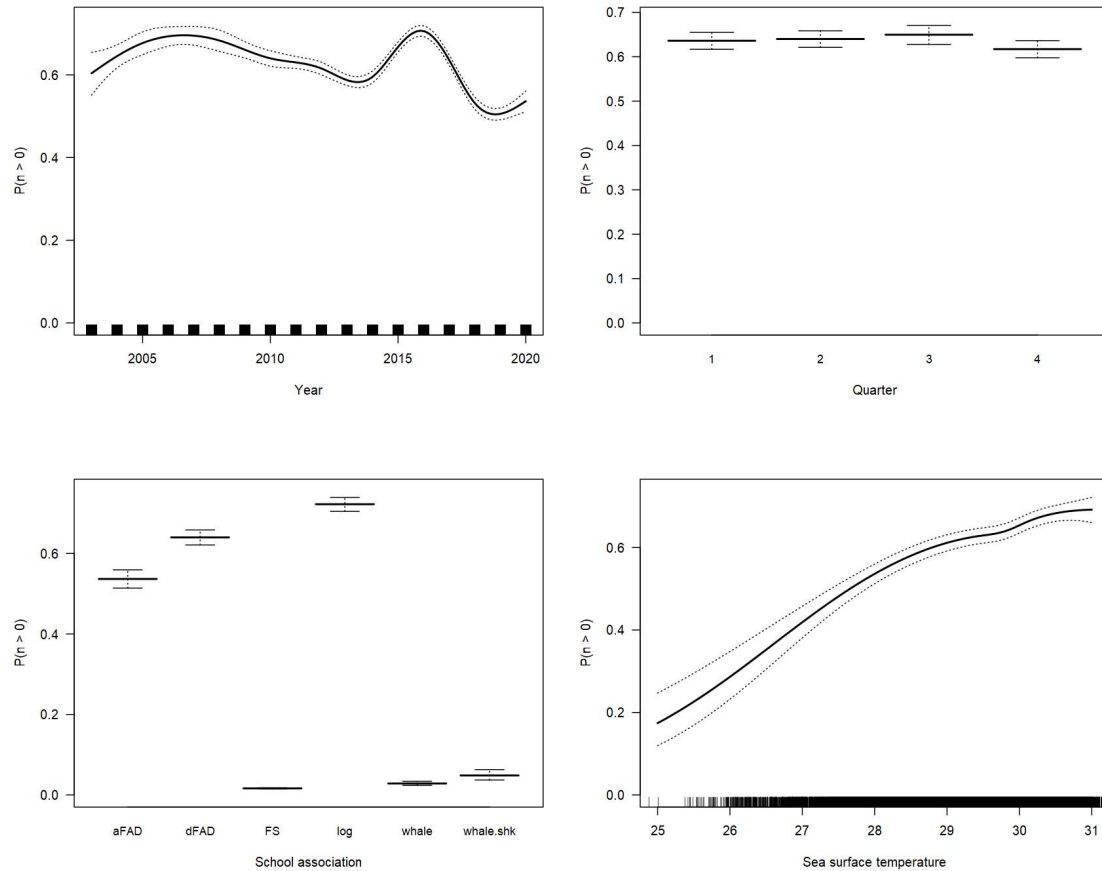 P(n > 0)
0.6
0.4
0.2
0.0
2005 2010 2015 2020
Year
P(n > 0)
0.7
0.6
0.5
0.4
0.3
0.2
0.1
0.0
1 2 3 4
Quarter
P(n > 0)
0.6
0.4
0.2
0.0
aFAD dFAD FS log whale whale.shk
School association
P(n > 0)
0.6
0.4
0.2
0.0
25 26 27 28 29 30 31
Sea surface temperature